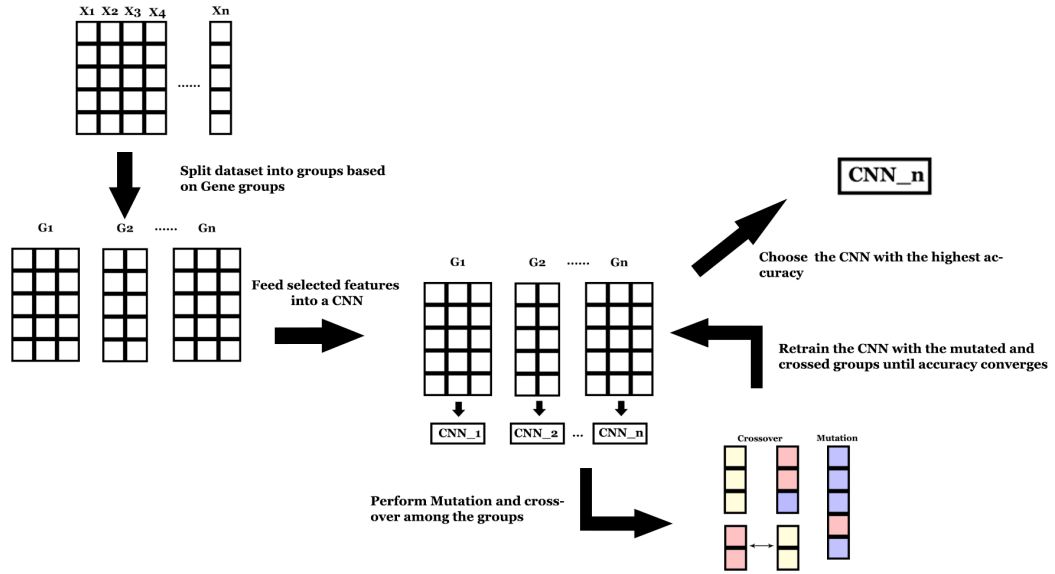 X1 X2 X3 X4 Xn
......
Split dataset into groups based
on Gene groups
G1 G2 ...... Gn
Feed selected features
into a CNN
G1 G2 ...... Gn
CNN_1 CNN_2 ... CNN_n
CNN_n
Choose the CNN with the highest ac-
curacy
Retrain the CNN with the mutated and
crossed groups until accuracy converges
Perform Mutation and cross-
over among the groups
Crossover Mutation